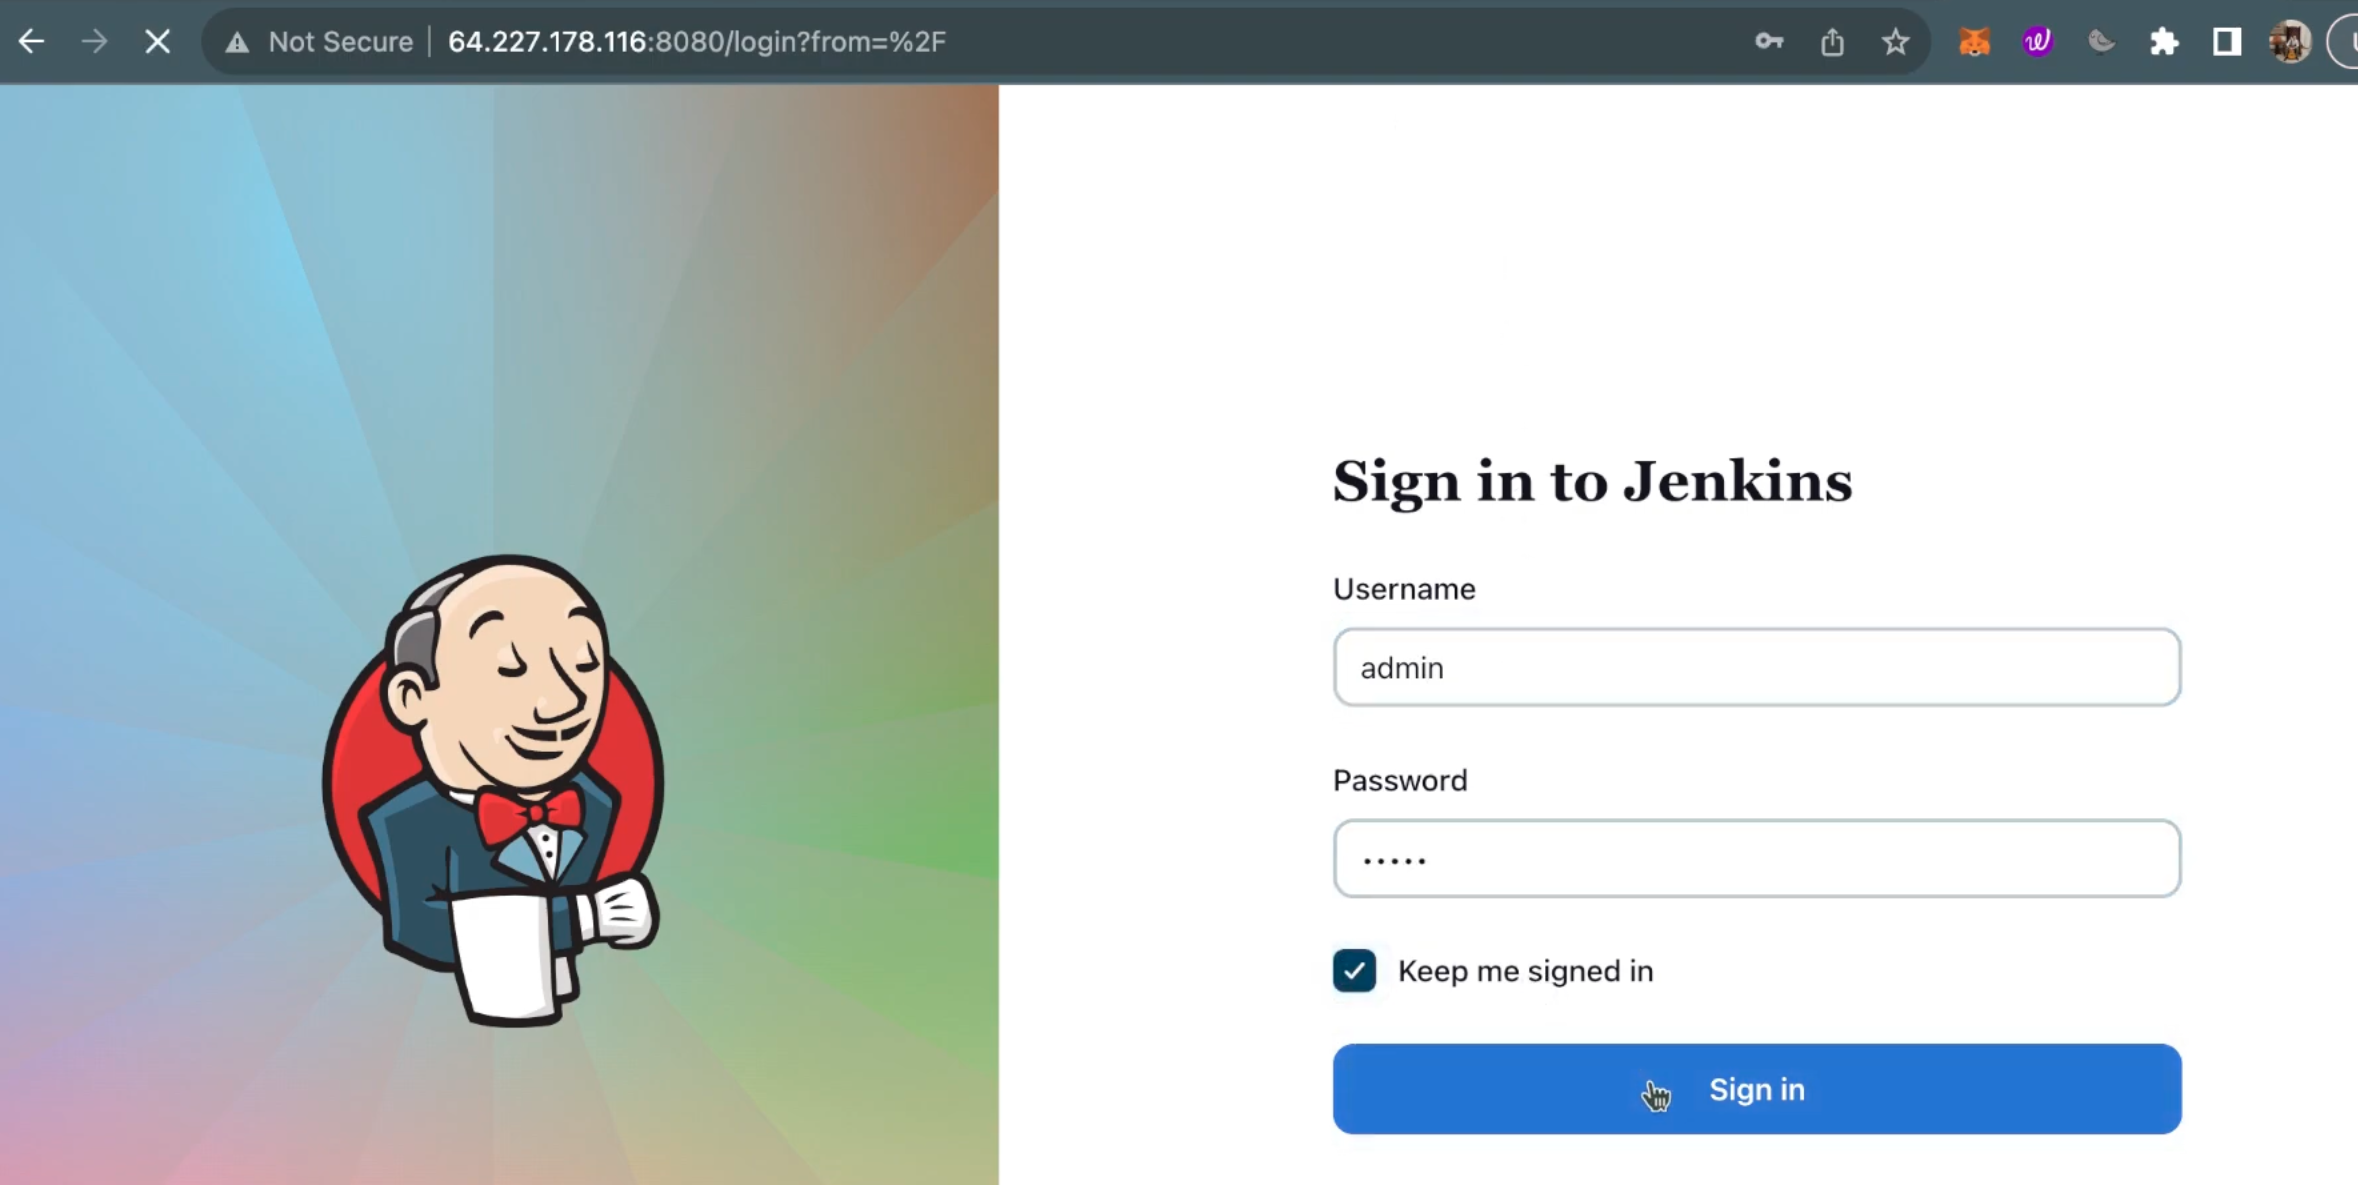 Not Secure | 64.227.178.116:8080/login?from=%2F
Sign in to Jenkins
Username
admin
Password
•••••
Keep me signed in
Sign in